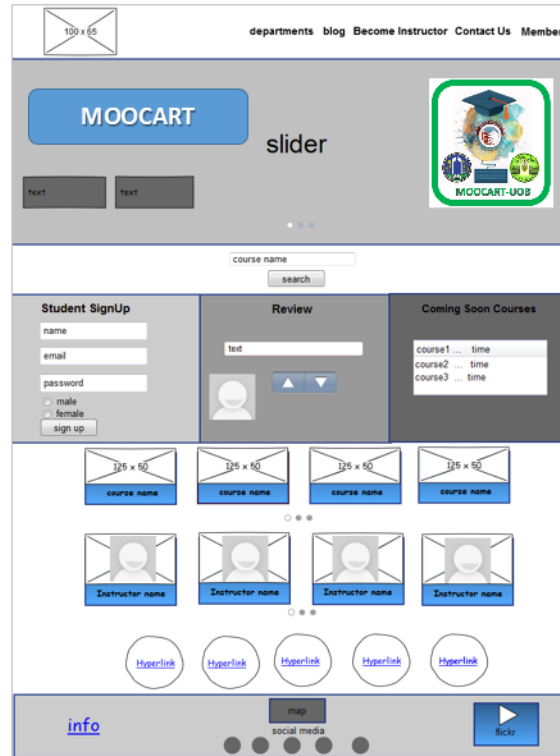 100 x 65
departments blog Become Instructor Contact Us Member
MOOCART
slider
text text
MOOCART-UOB
course name
search
Student SignUp
name
email
password
male
female
sign up
Review
text
Coming Soon Courses
course1 ... time
course2 ... time
course3 ... time
125 x 50 125 x 50 125 x 50 125 x 50
course name course name course name course name
Instructor name Instructor name Instructor name Instructor name
Hyperlink Hyperlink Hyperlink Hyperlink Hyperlink
info
map
social media
flickr